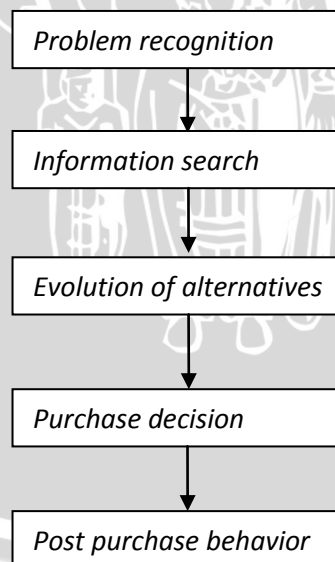 Problem recognition
Information search
Evolution of alternatives
Purchase decision
Post purchase behavior